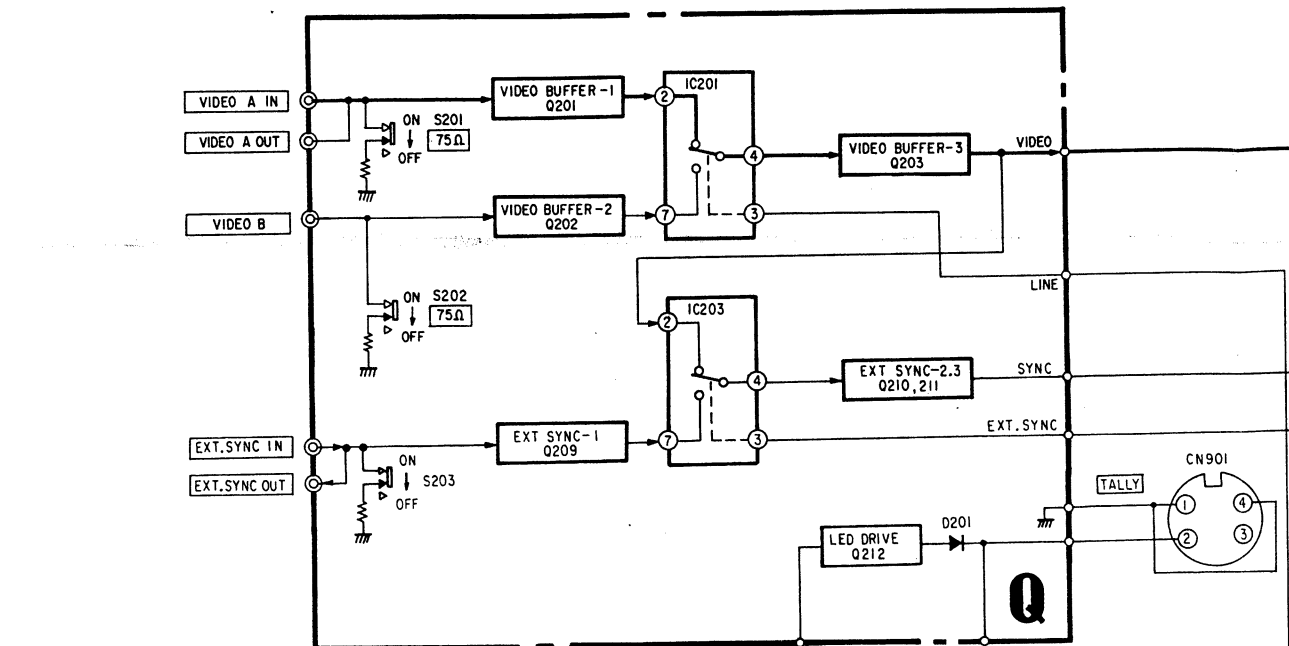 VIDEO A IN
VIDEO A OUT
ON
OFF
S201
75Ω
VIDEO BUFFER-1
Q201
IC201
2
4
7
3
VIDEO BUFFER-3
Q203
VIDEO
VIDEO B
VIDEO BUFFER-2
Q202
LINE
ON
OFF
S202
75Ω
IC203
2
4
7
3
EXT SYNC-2.3
Q210,211
SYNC
EXT.SYNC
EXT.SYNC IN
EXT.SYNC OUT
ON
OFF
S203
EXT SYNC-1
Q209
CN901
TALLY
1
4
2
3
D201
LED DRIVE
Q212
Q